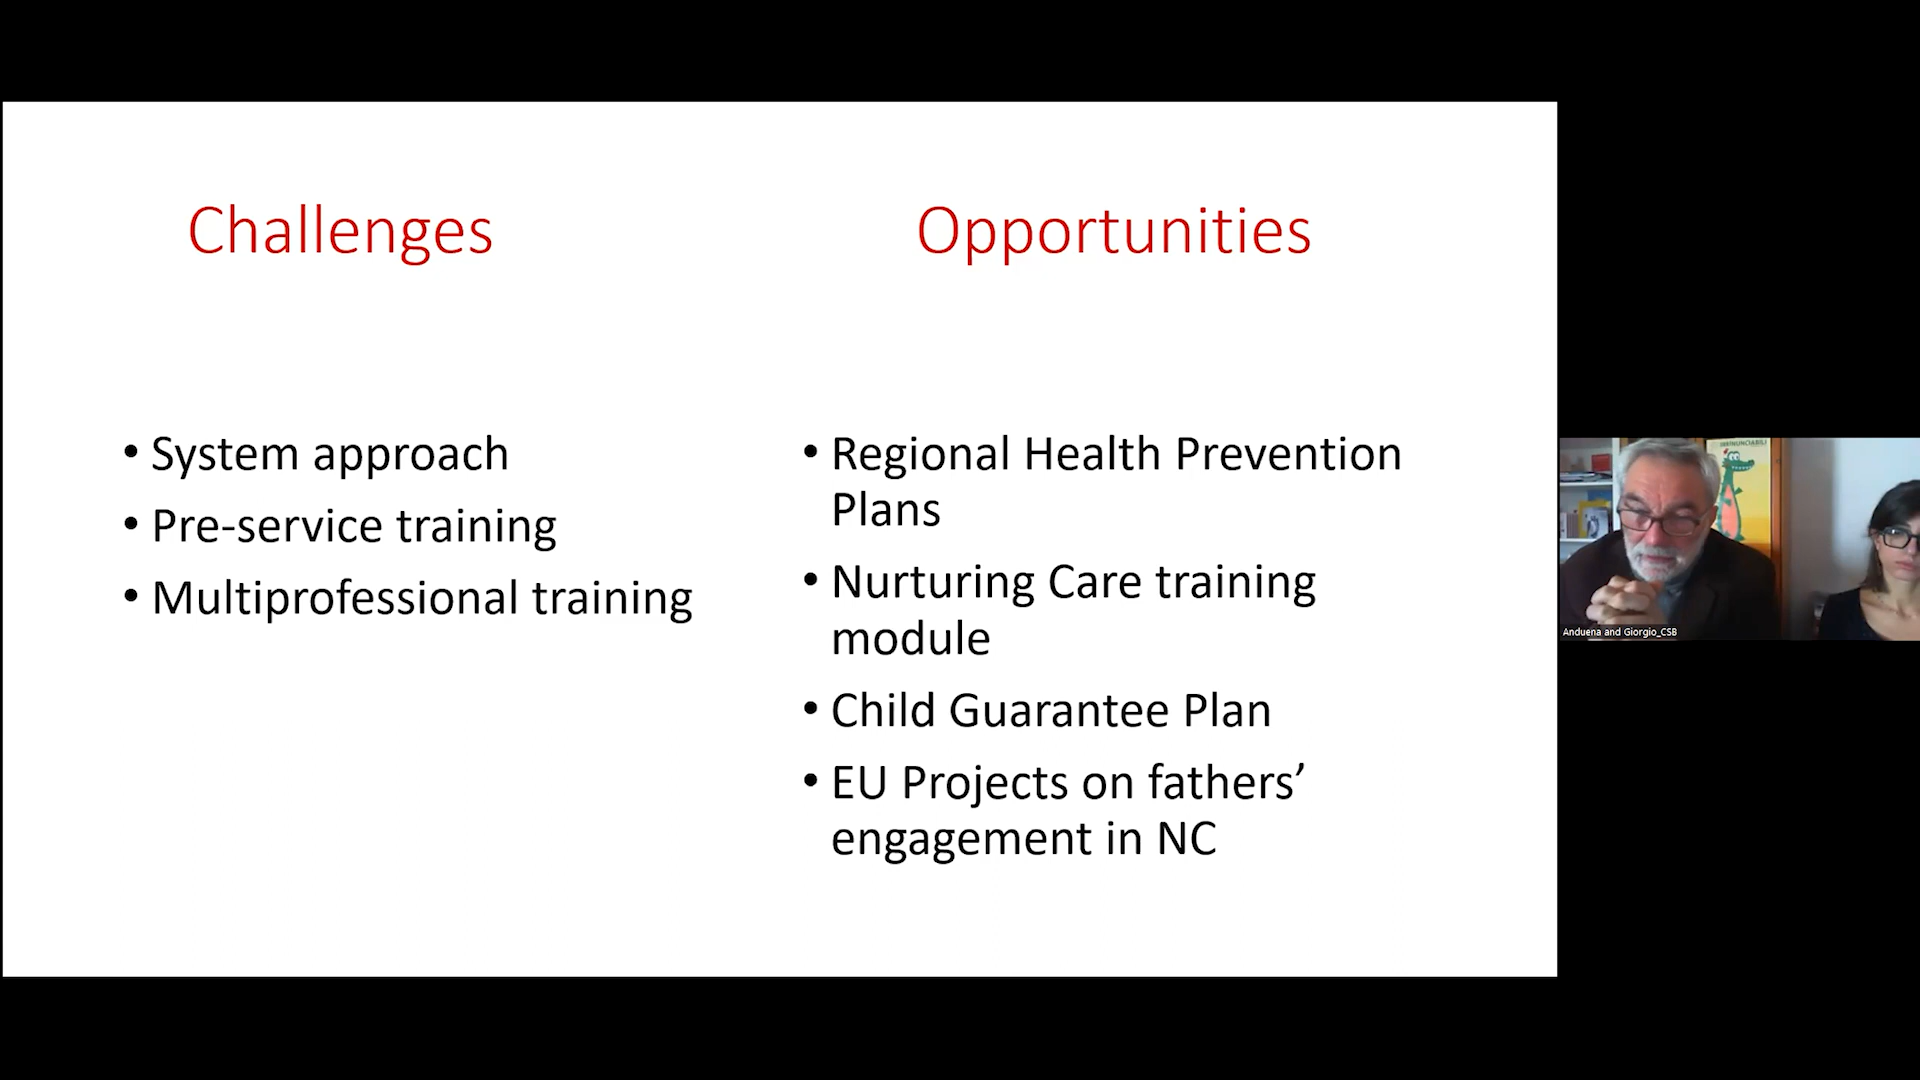 Challenges
Opportunities
• System approach
• Pre-service training
• Multiprofessional training
• Regional Health Prevention
Plans
• Nurturing Care training
module
• Child Guarantee Plan
• EU Projects on fathers’
engagement in NC
Anduena and Giorgio_CSB